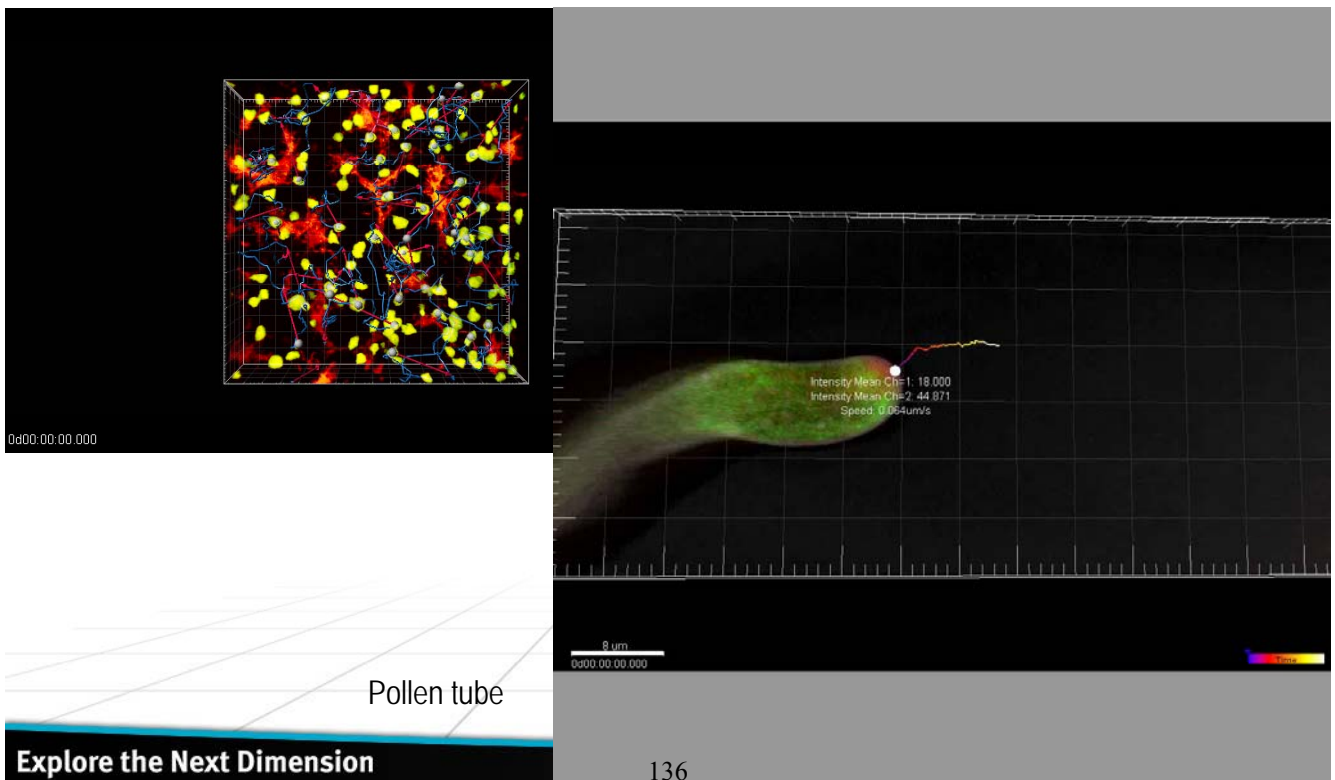 0d00:00:00.000
Intensity Mean Ch=1: 18.000
Intensity Mean Ch=2: 44.871
Speed: 0.064um/s
8 um
0d00:00:00.000
Time
Pollen tube
Explore the Next Dimension
136